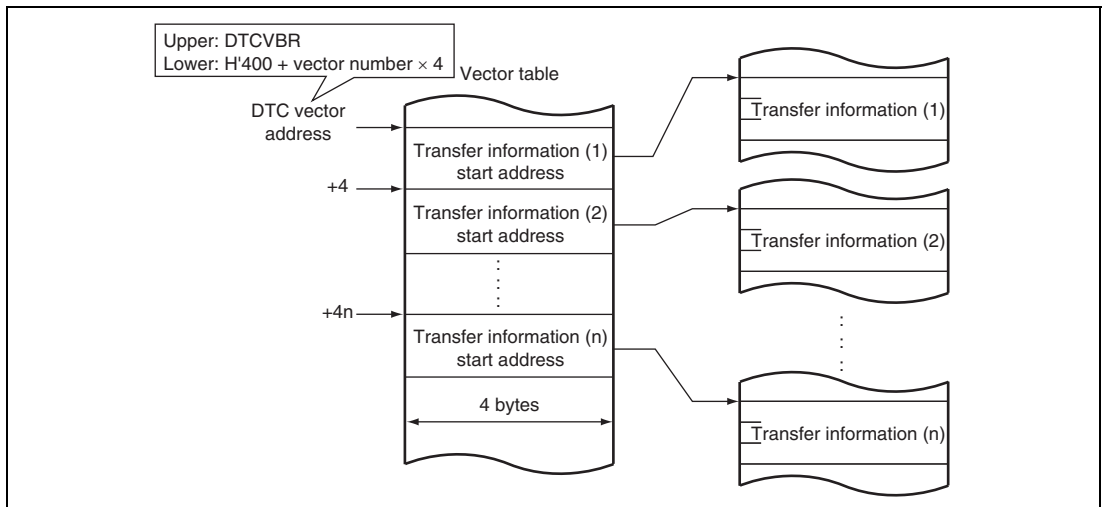 Upper: DTCVBR
Lower: H'400 + vector number × 4
Vector table
DTC vector
address
Transfer information (1)
start address
+4
Transfer information (2)
start address
+4n
Transfer information (n)
start address
4 bytes
Transfer information (1)
Transfer information (2)
Transfer information (n)